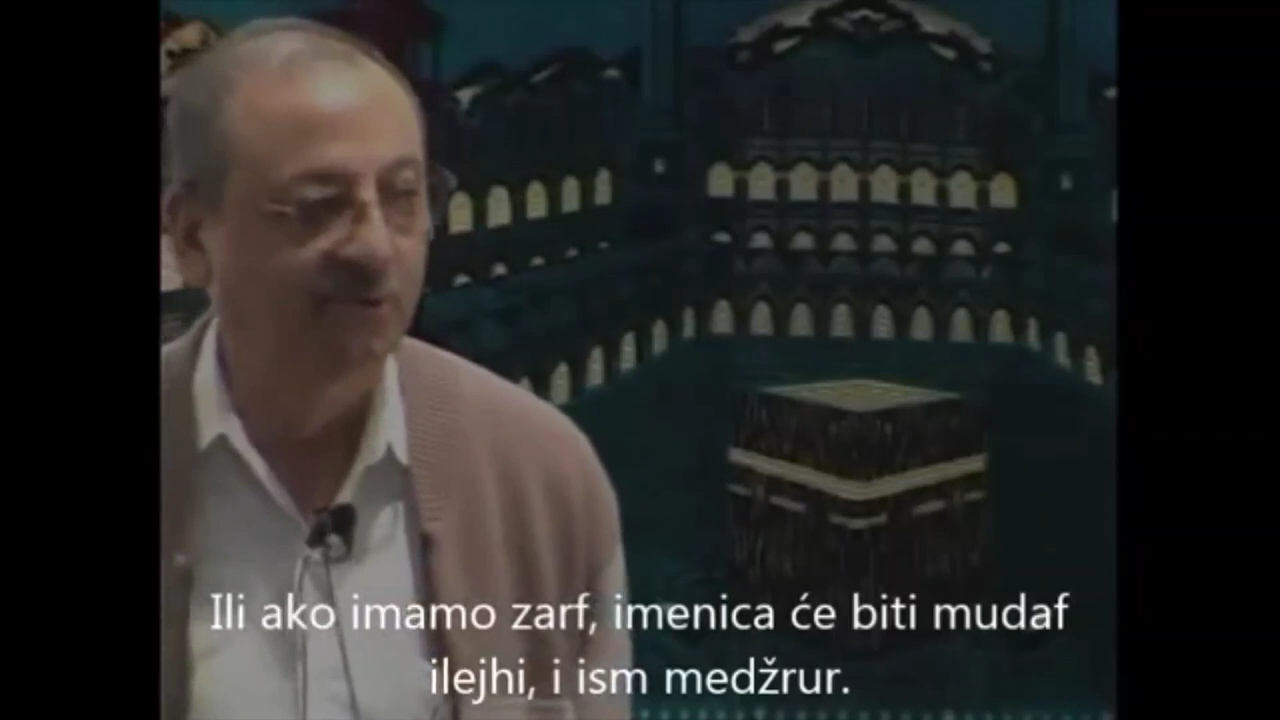 Ili ako imamo zarf, imenica će biti mudaf
ilejhi, i ism medžrur.